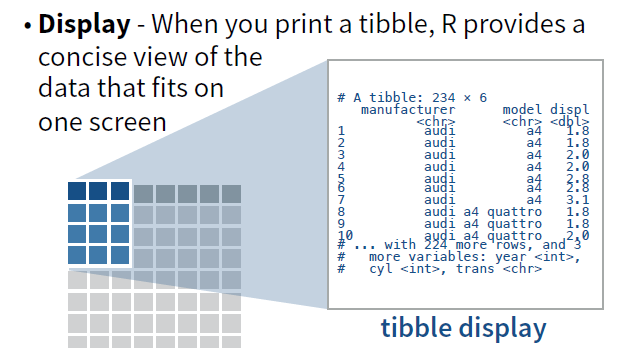 • Display - When you print a tibble, R provides a
concise view of the
data that fits on
one screen
# A tibble: 234 × 6
manufacturer model displ
<chr> <chr> <dbl>
1 audi a4 1.8
2 audi a4 1.8
3 audi a4 2.0
4 audi a4 2.0
5 audi a4 2.8
6 audi a4 2.8
7 audi a4 3.1
8 audi a4 quattro 1.8
9 audi a4 quattro 1.8
10 audi a4 quattro 2.0
# ... with 224 more rows, and 3
# more variables: year <int>,
# cyl <int>, trans <chr>
tibble display